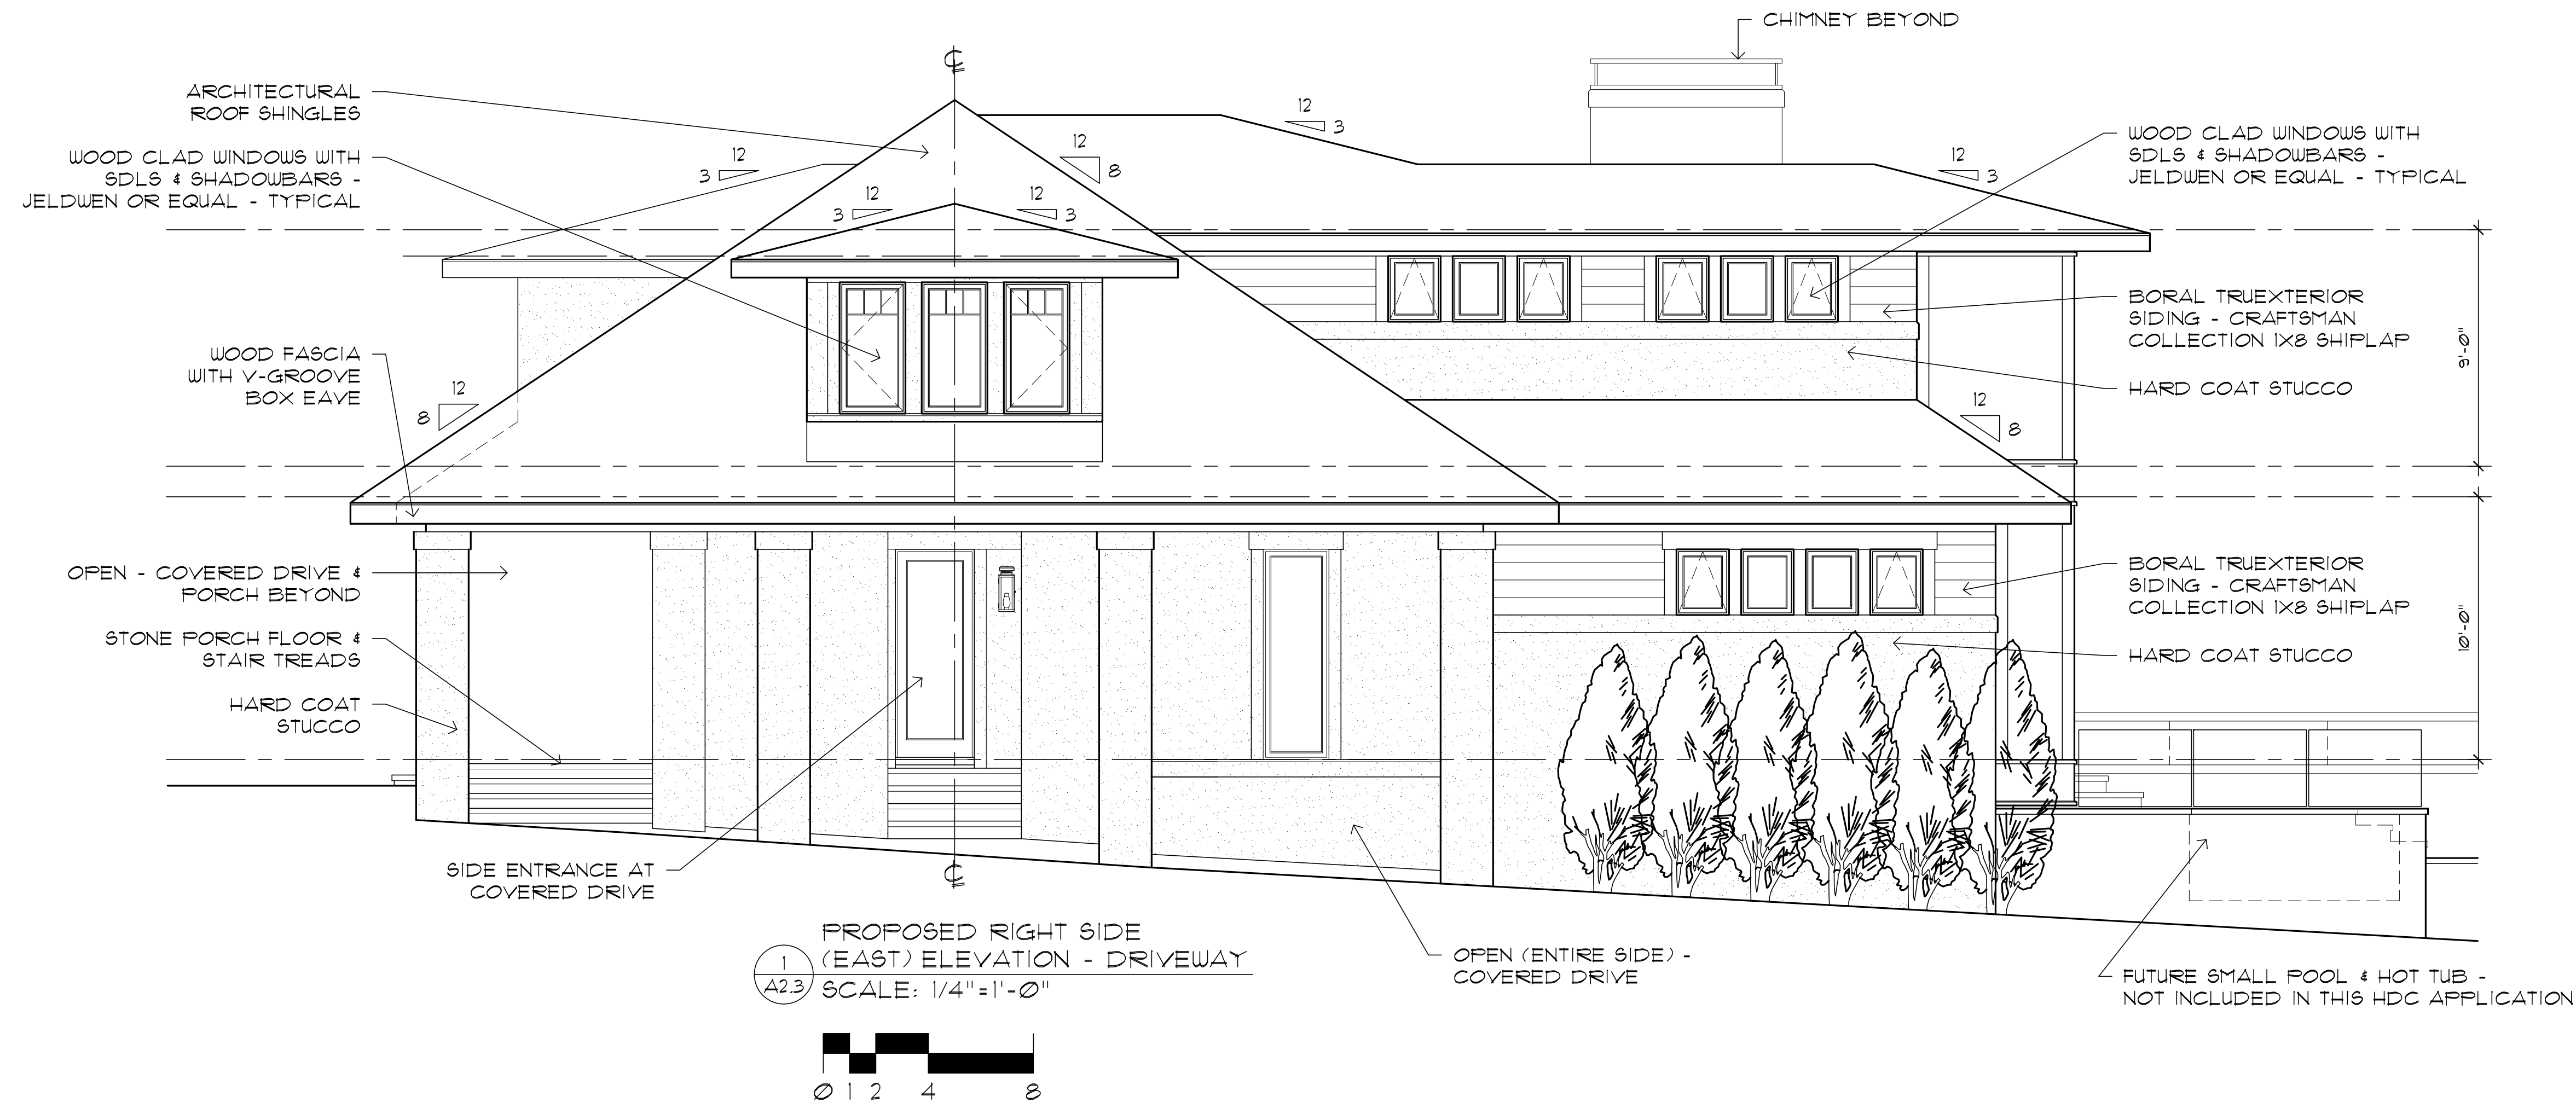 CHIMNEY BEYOND
ARCHITECTURAL
ROOF SHINGLES
WOOD CLAD WINDOWS WITH
SDLS & SHADOWBARS -
JELDWEN OR EQUAL - TYPICAL
WOOD FASCIA
WITH V-GROOVE
BOX EAVE
OPEN - COVERED DRIVE &
PORCH BEYOND
STONE PORCH FLOOR &
STAIR TREADS
HARD COAT
STUCCO
SIDE ENTRANCE AT
COVERED DRIVE
℄
12
3
12
8
12
3
12
3
12
3
12
8
12
3
12
8
℄
WOOD CLAD WINDOWS WITH
SDLS & SHADOWBARS -
JELDWEN OR EQUAL - TYPICAL
BORAL TRUEXTERIOR
SIDING - CRAFTSMAN
COLLECTION 1X8 SHIPLAP
HARD COAT STUCCO
9'-0"
BORAL TRUEXTERIOR
SIDING - CRAFTSMAN
COLLECTION 1X8 SHIPLAP
HARD COAT STUCCO
10'-0"
OPEN (ENTIRE SIDE) -
COVERED DRIVE
FUTURE SMALL POOL & HOT TUB -
NOT INCLUDED IN THIS HDC APPLICATION
1
A2.3
PROPOSED RIGHT SIDE
(EAST) ELEVATION - DRIVEWAY
SCALE: 1/4"=1'-0"
0 1 2 4 8